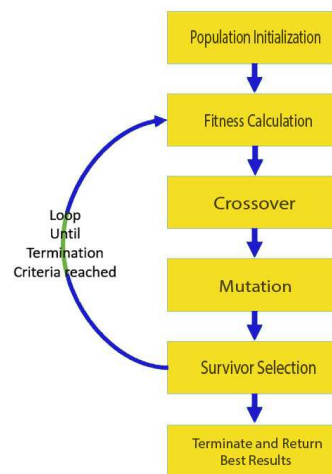 Population Initialization
Fitness Calculation
Crossover
Mutation
Survivor Selection
Terminate and Return
Best Results
Loop
Until
Termination
Criteria reached